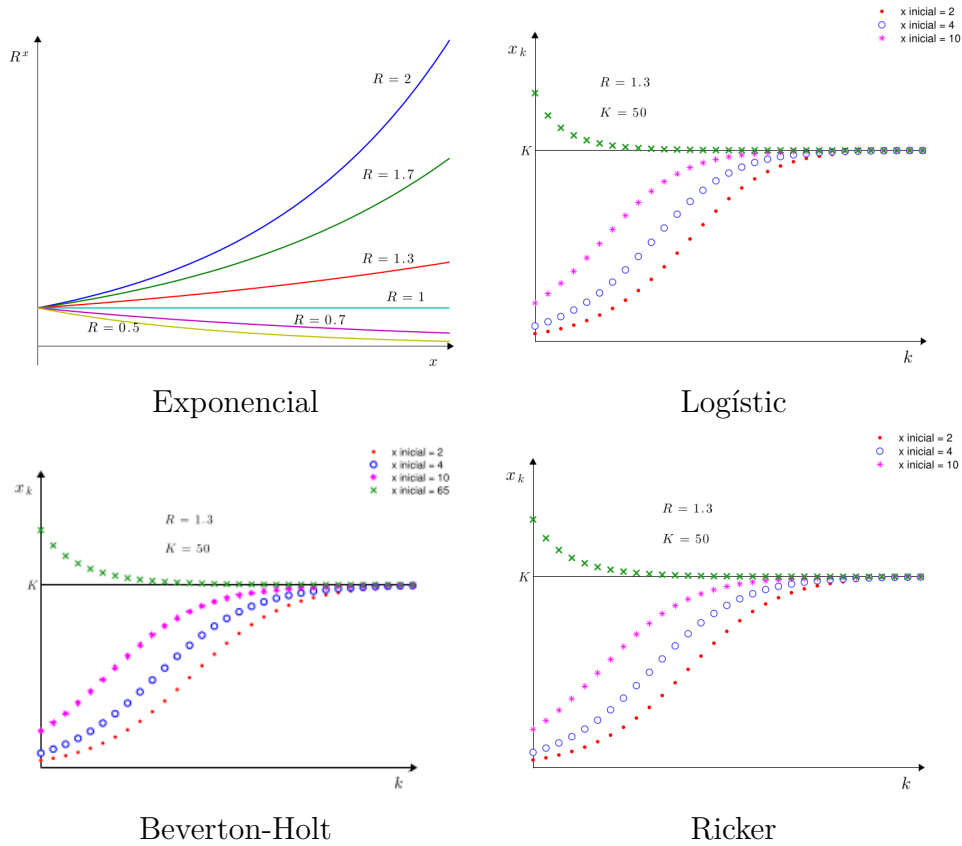 R^x
R = 2
R = 1.7
R = 1.3
R = 1
R = 0.7
R = 0.5
x
Exponencial
x inicial = 2
x inicial = 4
x inicial = 10
x_k
R = 1.3
K = 50
K
k
Logístic
x inicial = 2
x inicial = 4
x inicial = 10
x inicial = 65
x_k
R = 1.3
K = 50
K
k
Beverton-Holt
x inicial = 2
x inicial = 4
x inicial = 10
x_k
R = 1.3
K = 50
K
k
Ricker